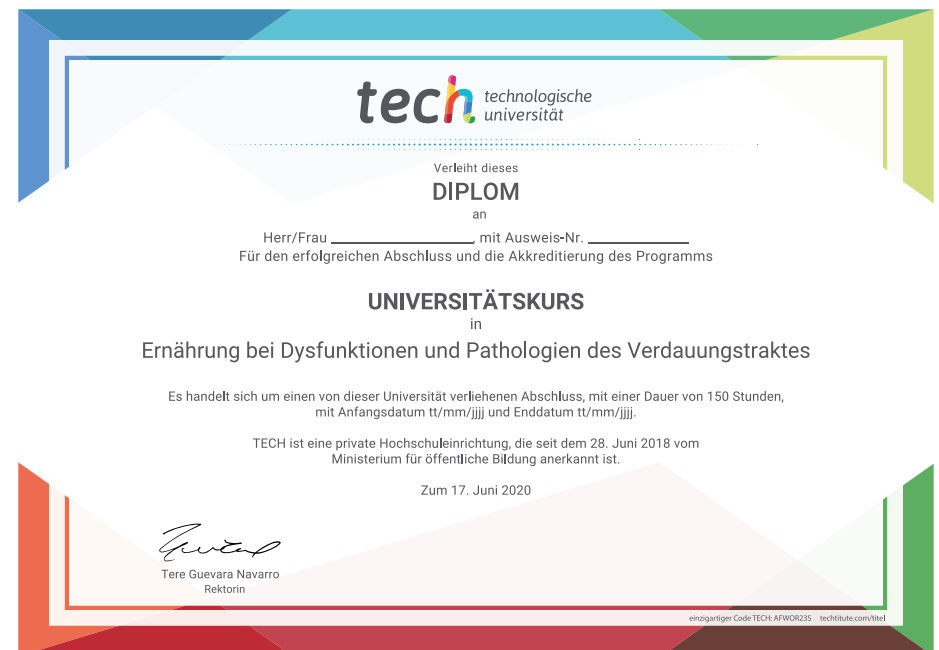 tech technologische
universität
Verleiht dieses
DIPLOM
an
Herr/Frau ____________, mit Ausweis-Nr. ____________
Für den erfolgreichen Abschluss und die Akkreditierung des Programms
UNIVERSITÄTSKURS
in
Ernährung bei Dysfunktionen und Pathologien des Verdauungstraktes
Es handelt sich um einen von dieser Universität verliehenen Abschluss, mit einer Dauer von 150 Stunden,
mit Anfangsdatum tt/mm/jjjj und Enddatum tt/mm/jjjj.
TECH ist eine private Hochschuleinrichtung, die seit dem 28. Juni 2018 vom
Ministerium für öffentliche Bildung anerkannt ist.
Zum 17. Juni 2020
Tere Guevara Navarro
Rektorin
einzigartiger Code TECH: AFWOR23S techtitute.com/titel